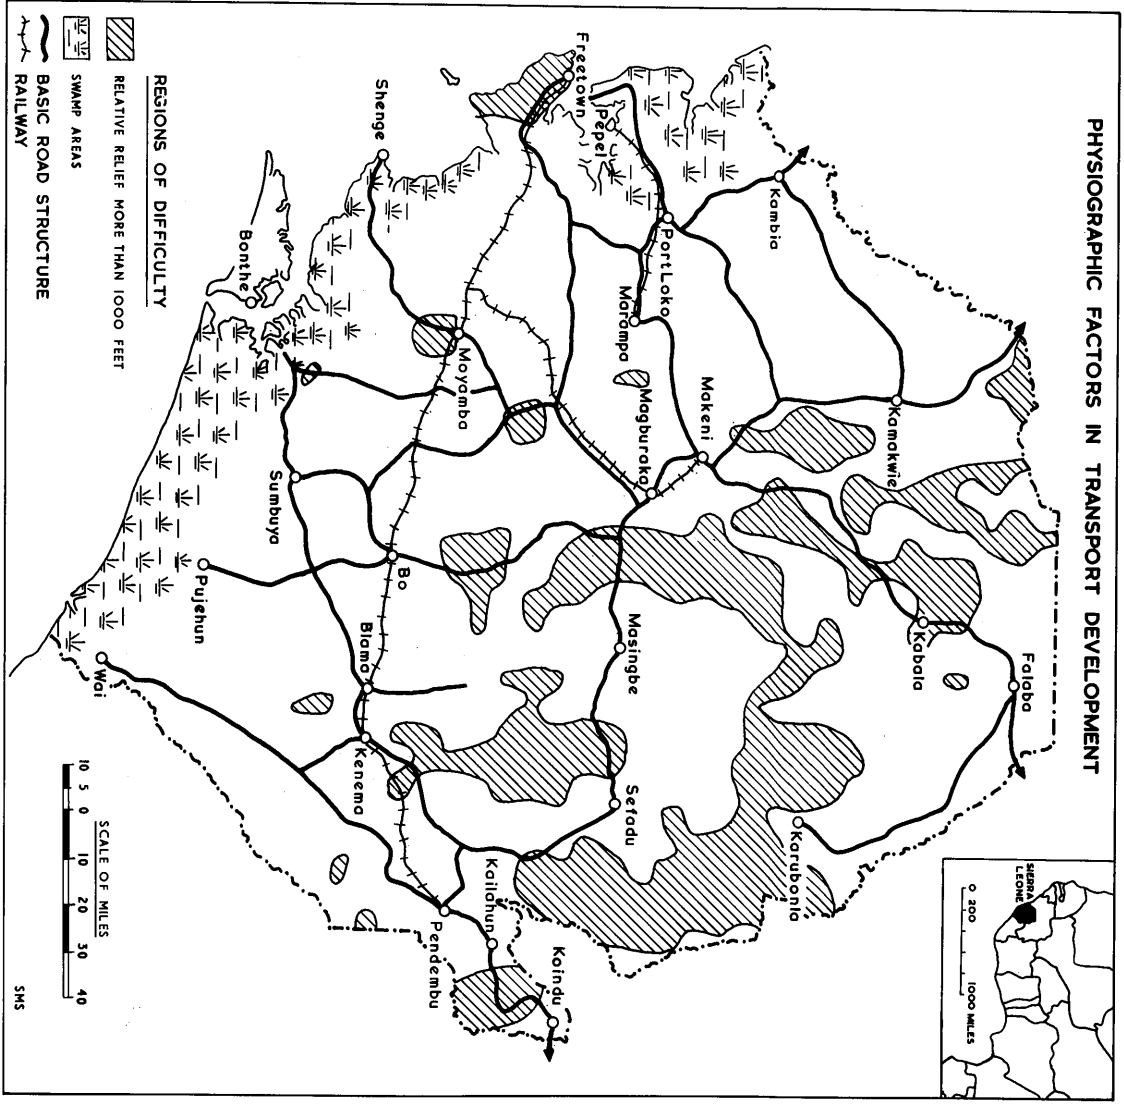 PHYSIOGRAPHIC FACTORS IN TRANSPORT DEVELOPMENT
SIERRA
LEONE
0 200 1000 MILES
Falaba
Kabala
Karubonla
Kambia
Kamakwie
Makeni
Port Loko
Marampa
Magburaka
Masingbe
Sefadu
Freetown
Pepel
Koindu
Kailahun
Pendembu
Moyamba
Bo
Blama
Kenema
Shenge
Bonthe
Sumbuya
Pujehun
Wai
REGIONS OF DIFFICULTY
RELATIVE RELIEF MORE THAN 1000 FEET
SWAMP AREAS
BASIC ROAD STRUCTURE
RAILWAY
SCALE OF MILES
10 5 0 10 20 30 40
SMS